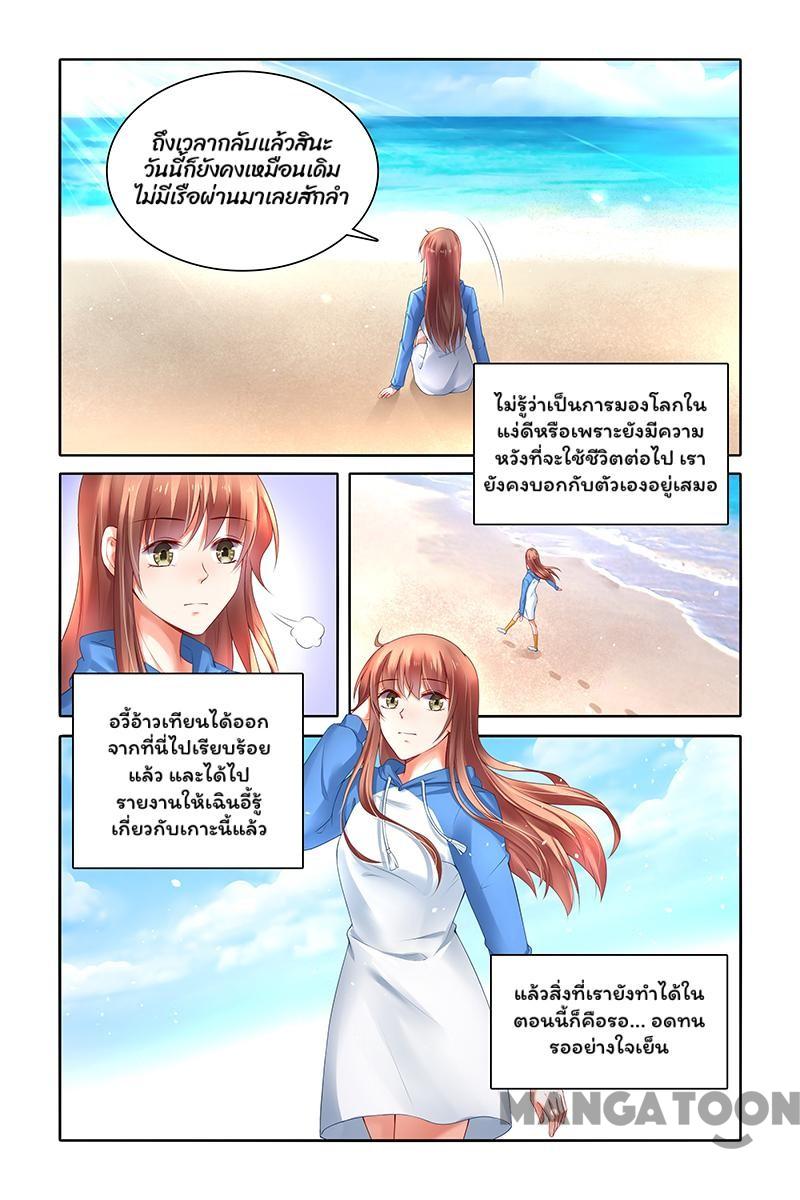 ถึงเวลากลับแล้วสินะ
วันนี้ก็ยังคงเหมือนเดิม
ไม่มีเรือผ่านมาเลยสักลำ
ไม่รู้ว่าเป็นการมองโลกใน
แง่ดีหรือเพราะยังมีความ
หวังที่จะใช้ชีวิตต่อไป เรา
ยังคงบอกกับตัวเองอยู่เสมอ
อวี้อ้าวเทียนได้ออก
จากที่นี่ไปเรียบร้อย
แล้ว และได้ไป
รายงานให้เฉินอี้รู้
เกี่ยวกับเกาะนี้แล้ว
แล้วสิ่งที่เรายังทำได้ใน
ตอนนี้ก็คือรอ... อดทน
รออย่างใจเย็น
MANGATOON